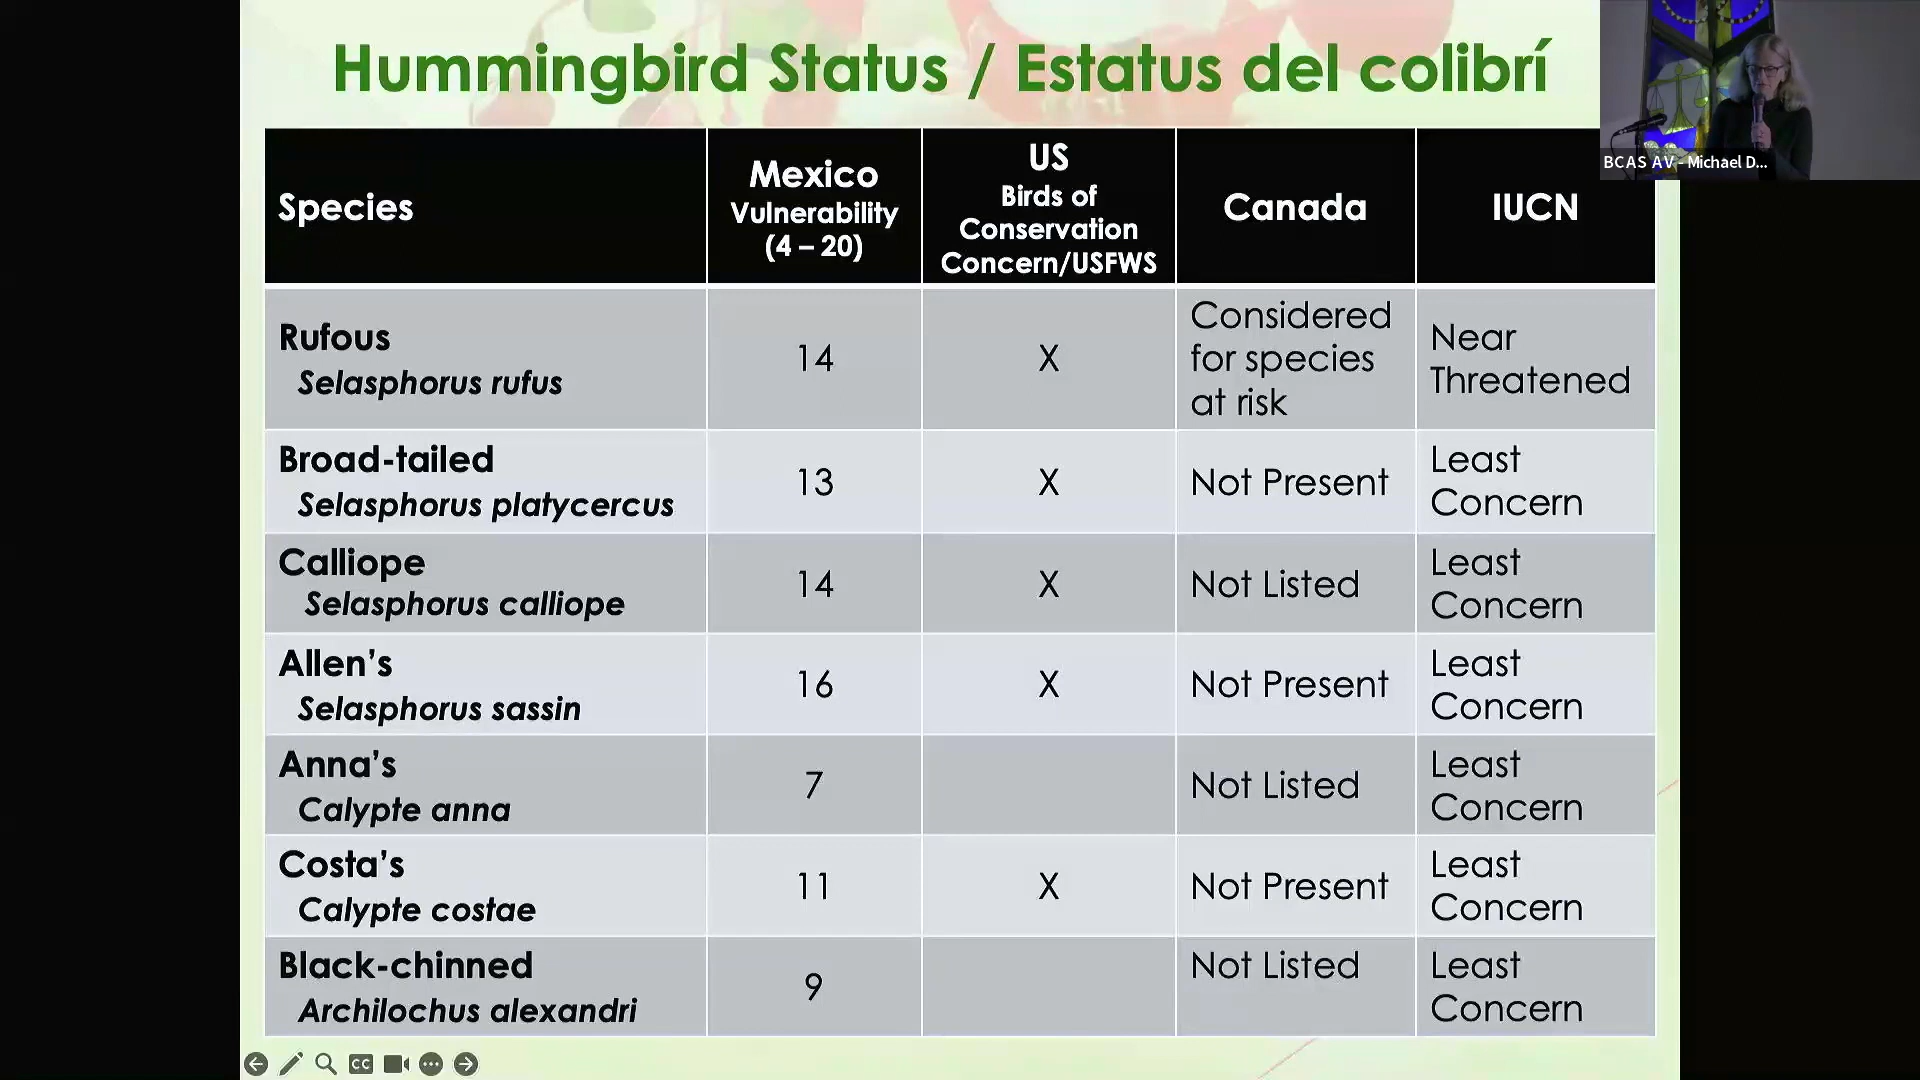 Hummingbird Status / Estatus del colibrí
BCAS AV - Michael D...
Species
Mexico
Vulnerability
(4 – 20)
US
Birds of
Conservation
Concern/USFWS
Canada
IUCN
Rufous
Selasphorus rufus
14
X
Considered
for species
at risk
Near
Threatened
Broad-tailed
Selasphorus platycercus
13
X
Not Present
Least
Concern
Calliope
Selasphorus calliope
14
X
Not Listed
Least
Concern
Allen’s
Selasphorus sassin
16
X
Not Present
Least
Concern
Anna’s
Calypte anna
7
Not Listed
Least
Concern
Costa’s
Calypte costae
11
X
Not Present
Least
Concern
Black-chinned
Archilochus alexandri
9
Not Listed
Least
Concern
CC